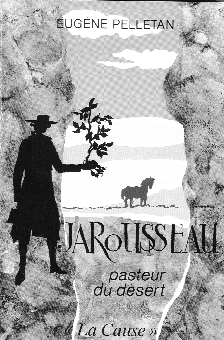 EUGÈNE PELLETAN
JAROUSSEAU
pasteur
du désert
« La Cause »